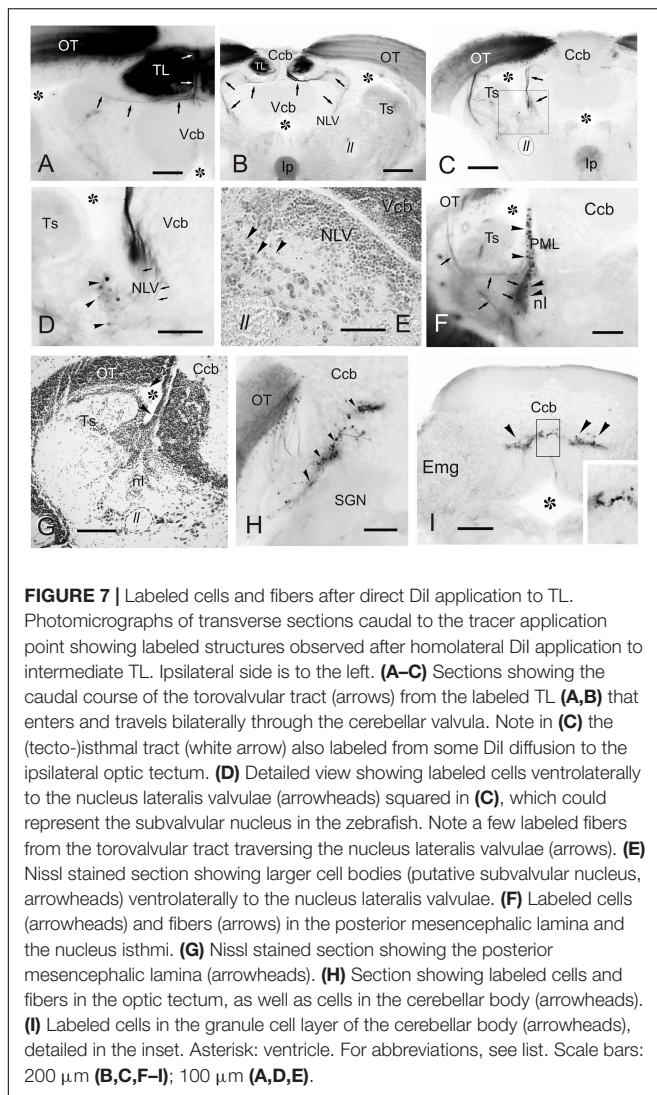 OT
TL
Vcb
A
OT
Ccb
TL
Vcb
Ts
NLV
ll
Ip
B
OT
Ccb
Ts
ll
Ip
C
Ts
Vcb
NLV
D
Vcb
NLV
ll
E
OT
Ccb
Ts
PML
nI
F
OT
Ccb
Ts
nI
ll
G
OT
Ccb
SGN
H
Ccb
Emg
I
FIGURE 7 | Labeled cells and fibers after direct DiI application to TL.
Photomicrographs of transverse sections caudal to the tracer application
point showing labeled structures observed after homolateral DiI application to
intermediate TL. Ipsilateral side is to the left. (A–C) Sections showing the
caudal course of the torovalvular tract (arrows) from the labeled TL (A,B) that
enters and travels bilaterally through the cerebellar valvula. Note in (C) the
(tecto-)isthmal tract (white arrow) also labeled from some DiI diffusion to the
ipsilateral optic tectum. (D) Detailed view showing labeled cells ventrolaterally
to the nucleus lateralis valvulae (arrowheads) squared in (C), which could
represent the subvalvular nucleus in the zebrafish. Note a few labeled fibers
from the torovalvular tract traversing the nucleus lateralis valvulae (arrows). (E)
Nissl stained section showing larger cell bodies (putative subvalvular nucleus,
arrowheads) ventrolaterally to the nucleus lateralis valvulae. (F) Labeled cells
(arrowheads) and fibers (arrows) in the posterior mesencephalic lamina and
the nucleus isthmi. (G) Nissl stained section showing the posterior
mesencephalic lamina (arrowheads). (H) Section showing labeled cells and
fibers in the optic tectum, as well as cells in the cerebellar body (arrowheads).
(I) Labeled cells in the granule cell layer of the cerebellar body (arrowheads),
detailed in the inset. Asterisk: ventricle. For abbreviations, see list. Scale bars:
200 μm (B,C,F–I); 100 μm (A,D,E).